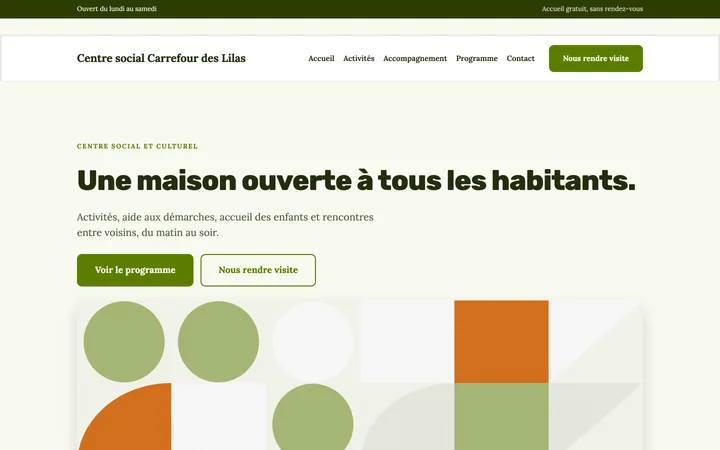 Ouvert du lundi au samedi
Accueil gratuit, sans rendez-vous
Centre social Carrefour des Lilas
Accueil
Activités
Accompagnement
Programme
Contact
Nous rendre visite
CENTRE SOCIAL ET CULTUREL
Une maison ouverte à tous les habitants.
Activités, aide aux démarches, accueil des enfants et rencontres
entre voisins, du matin au soir.
Voir le programme
Nous rendre visite